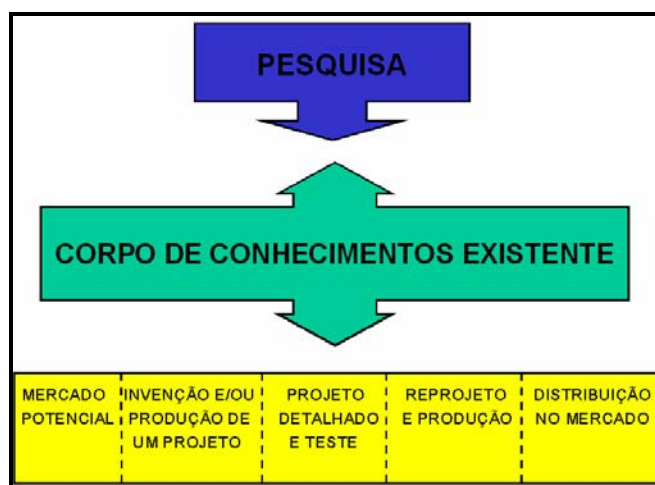 PESQUISA
CORPO DE CONHECIMENTOS EXISTENTE
MERCADO
POTENCIAL
INVENÇÃO E/OU
PRODUÇÃO DE
UM PROJETO
PROJETO
DETALHADO
E TESTE
REPROJETO
E PRODUÇÃO
DISTRIBUIÇÃO
NO MERCADO